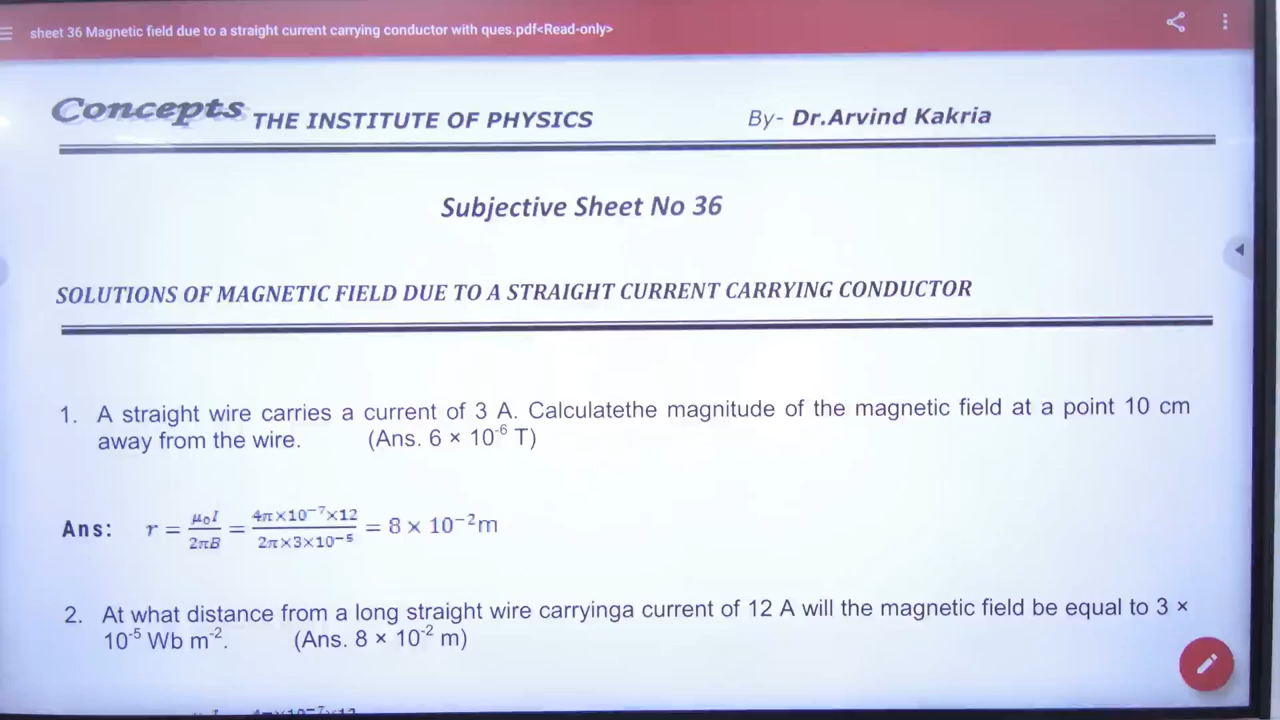 sheet 36 Magnetic field due to a straight current carrying conductor with ques.pdf<Read-only>
Concepts THE INSTITUTE OF PHYSICS By- Dr.Arvind Kakria
Subjective Sheet No 36
SOLUTIONS OF MAGNETIC FIELD DUE TO A STRAIGHT CURRENT CARRYING CONDUCTOR
1. A straight wire carries a current of 3 A. Calculatethe magnitude of the magnetic field at a point 10 cm
away from the wire. (Ans. 6 × 10⁻⁶ T)
Ans: r = μ₀I/2πB = 4π×10⁻⁷×12/2π×3×10⁻⁵ = 8 × 10⁻² m
2. At what distance from a long straight wire carryinga current of 12 A will the magnetic field be equal to 3 ×
10⁻⁵ Wb m⁻². (Ans. 8 × 10⁻² m)